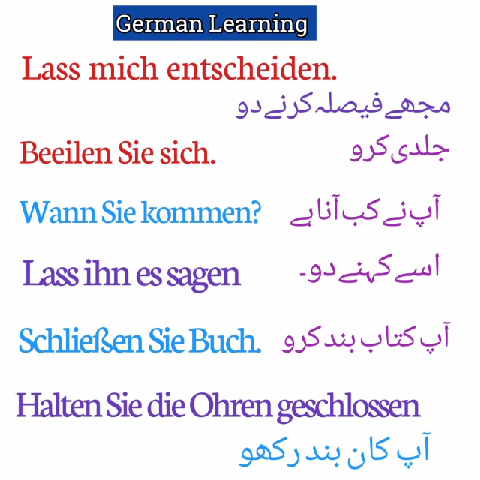 German Learning
Lass mich entscheiden.
مجھے فیصلہ کرنے دو
Beeilen Sie sich.
جلدی کرو
Wann Sie kommen?
آپ نے کب آنا ہے
Lass ihn es sagen
اسے کہنے دو۔
Schließen Sie Buch.
آپ کتاب بند کرو
Halten Sie die Ohren geschlossen
آپ کان بند رکھو